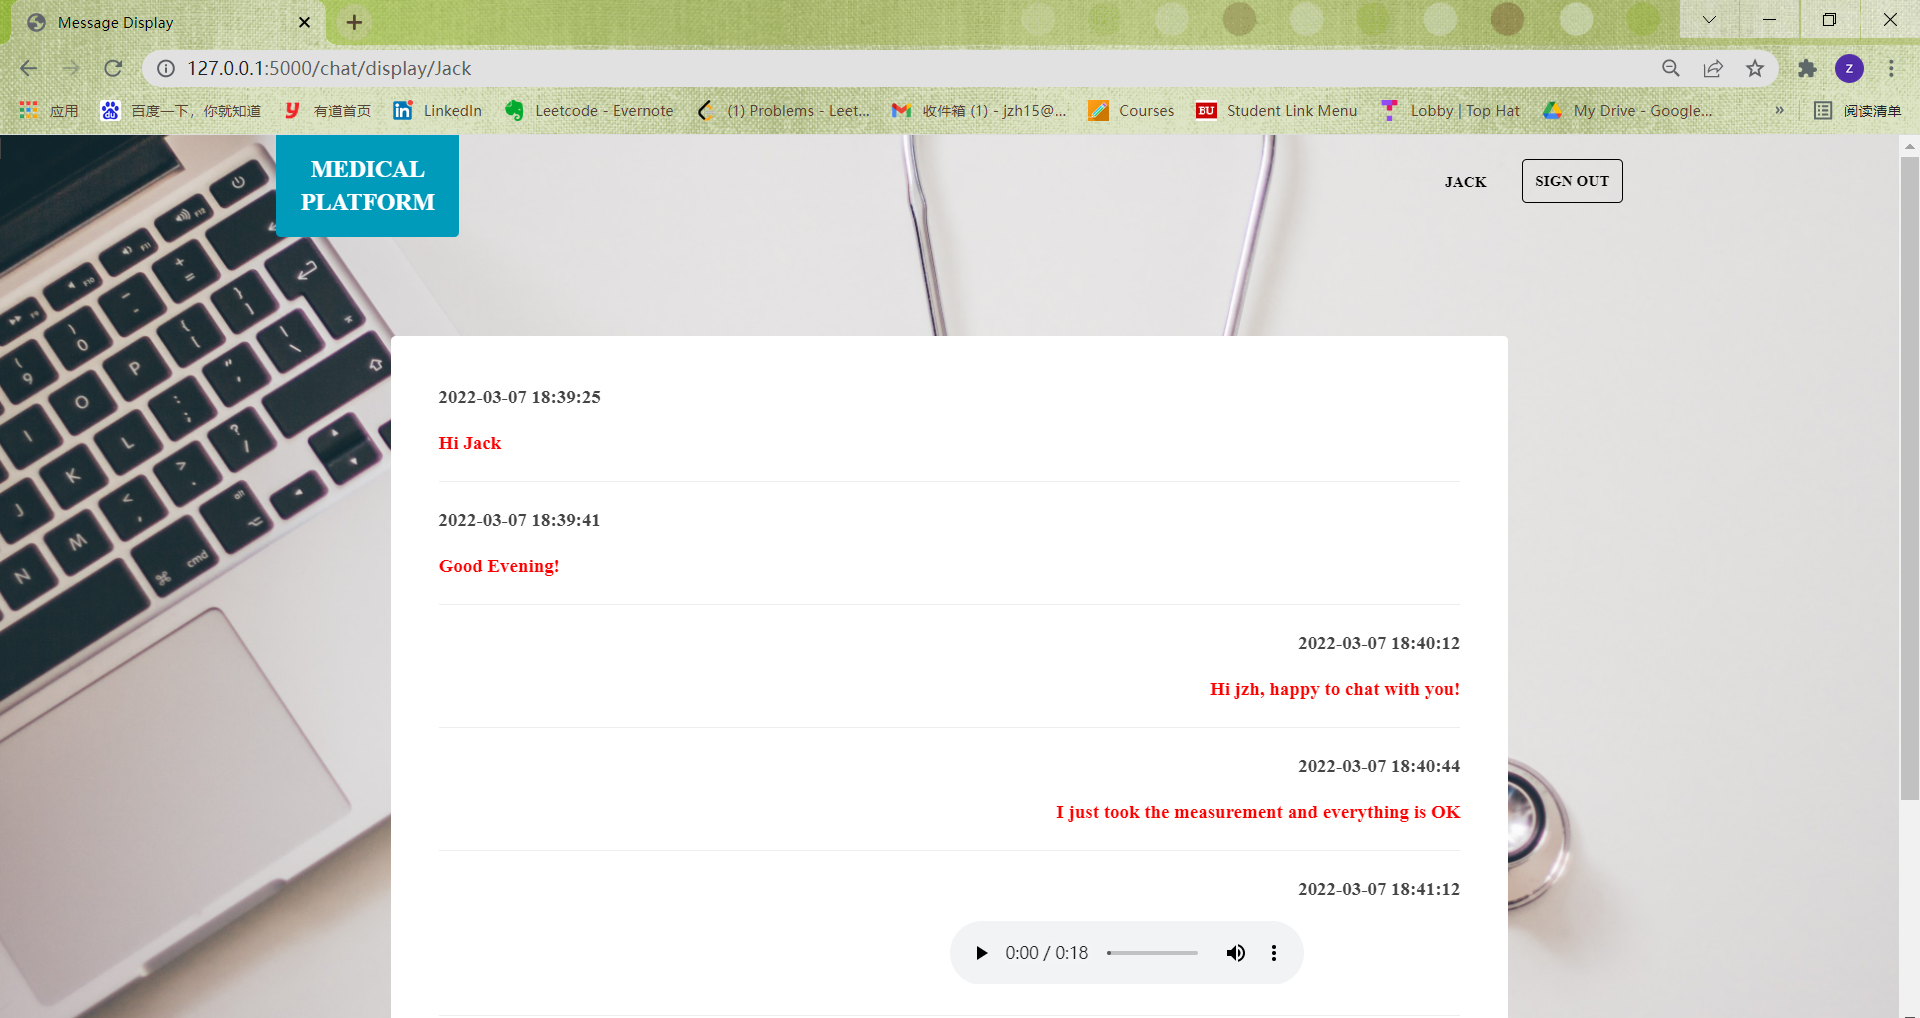 Message Display
127.0.0.1:5000/chat/display/Jack
z
应用
百度一下，你就知道
有道首页
LinkedIn
Leetcode - Evernote
(1) Problems - Leet...
收件箱 (1) - jzh15@...
Courses
BU
Student Link Menu
Lobby | Top Hat
My Drive - Google...
»
阅读清单
MEDICAL
PLATFORM
JACK
SIGN OUT
2022-03-07 18:39:25
Hi Jack
2022-03-07 18:39:41
Good Evening!
2022-03-07 18:40:12
Hi jzh, happy to chat with you!
2022-03-07 18:40:44
I just took the measurement and everything is OK
2022-03-07 18:41:12
0:00 / 0:18